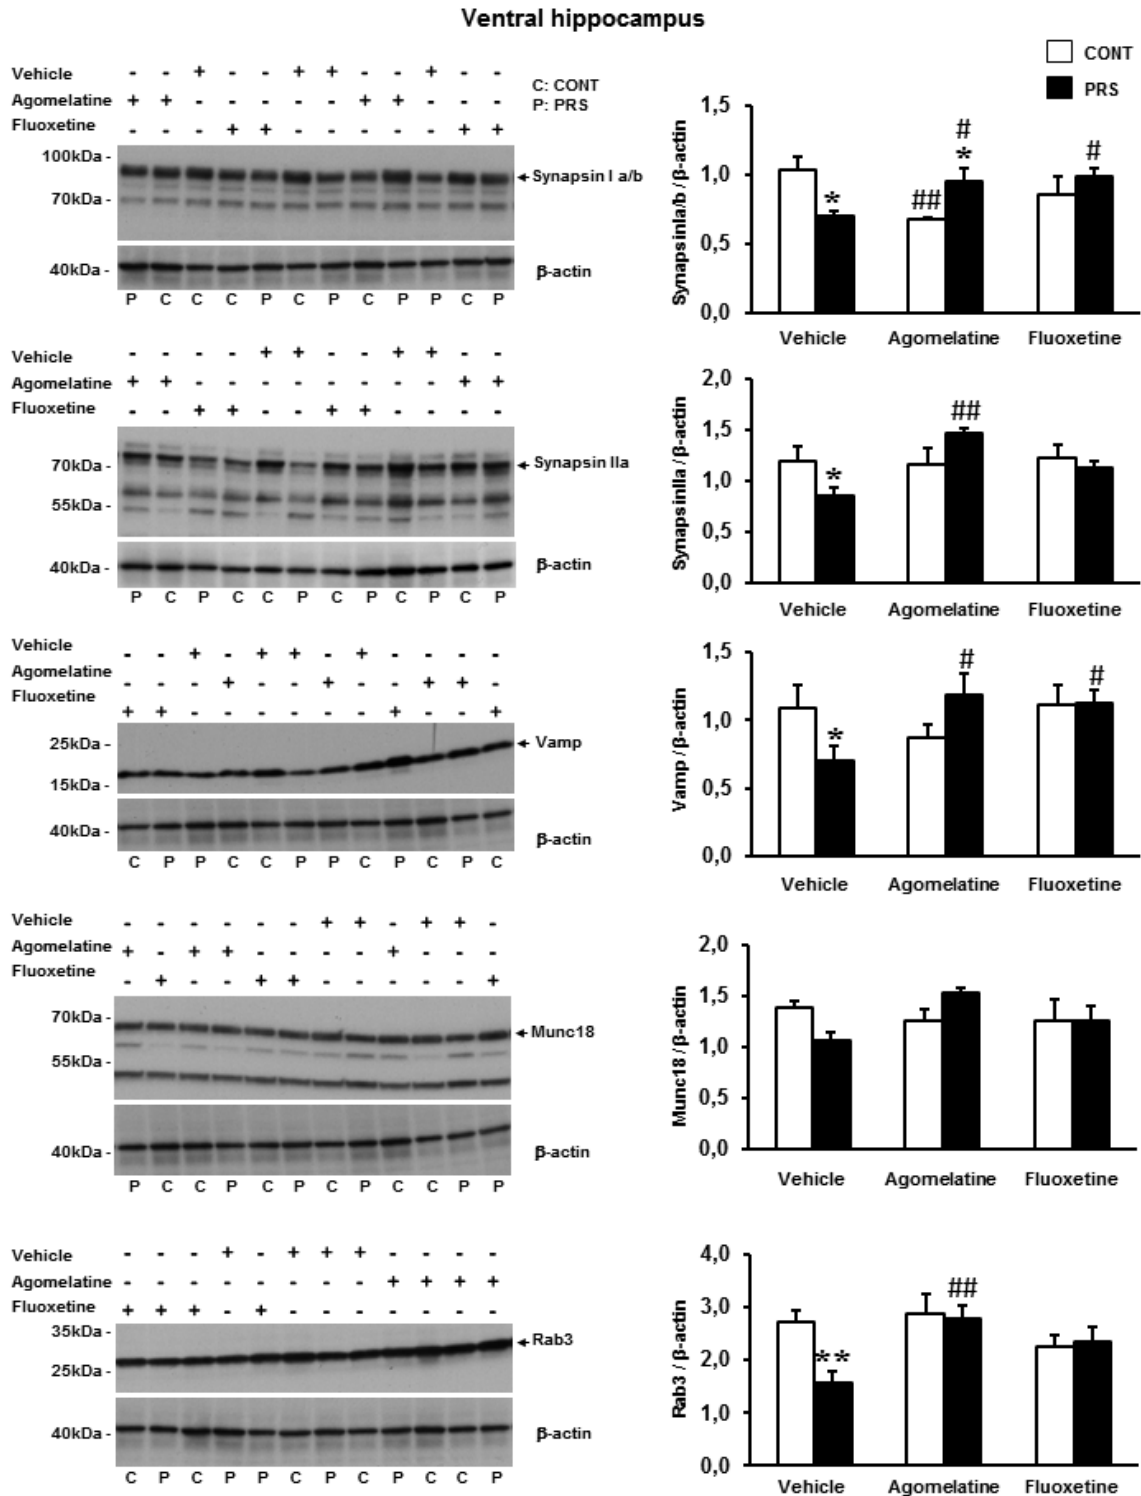 Ventral hippocampus
Vehicle - - + - - + + - - + - -
Agomelatine + + - - - - - + + - - -
Fluoxetine - - - + + - - - - - + +
C: CONT
P: PRS
100kDa -
70kDa -
Synapsin I a/b
40kDa -
β-actin
P C C C P C P C P P C P
CONT
PRS
SynapsinIa/b / β-actin
1,5
1,0
0,5
0,0
* ## # * #
Vehicle Agomelatine Fluoxetine
Vehicle - - - - + + - - + + - -
Agomelatine + + - - - - - - - - + +
Fluoxetine - - + + - - + + - - - -
70kDa -
55kDa -
Synapsin IIa
40kDa -
β-actin
P C P C C P C P C P C P
SynapsinIIa / β-actin
2,0
1,5
1,0
0,5
0,0
* ##
Vehicle Agomelatine Fluoxetine
Vehicle - - + - + + - + - - - -
Agomelatine - - - + - - + - - + + -
Fluoxetine + + - - - - - - + - - +
25kDa -
15kDa -
Vamp
40kDa -
β-actin
C P P C C P P C P C P C
Vamp / β-actin
1,5
1,0
0,5
0,0
* # #
Vehicle Agomelatine Fluoxetine
Vehicle - - - - - - + + - + + -
Agomelatine + - + + - - - - + - - -
Fluoxetine - + - - + + - - - - - +
70kDa -
55kDa -
Munc18
40kDa -
β-actin
P C C P C P C P C C P P
Munc18 / β-actin
2,0
1,5
1,0
0,5
0,0
Vehicle Agomelatine Fluoxetine
Vehicle - - - + - + + + - - - -
Agomelatine - - - - - - - - + + + +
Fluoxetine + + + - + - - - - - - -
35kDa -
25kDa -
Rab3
40kDa -
β-actin
C P C P P C P C P C C P
Rab3 / β-actin
4,0
3,0
2,0
1,0
0,0
** ##
Vehicle Agomelatine Fluoxetine